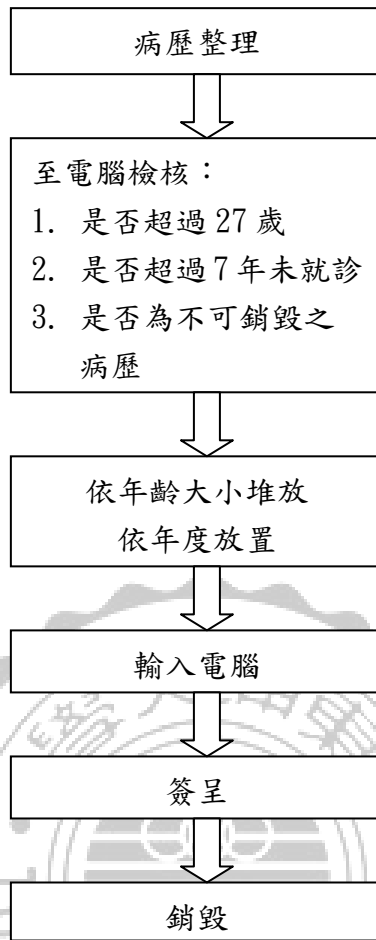 病歷整理
至電腦檢核：
1. 是否超過 27 歲
2. 是否超過 7 年未就診
3. 是否為不可銷毀之
病歷
依年齡大小堆放
依年度放置
輸入電腦
簽呈
銷毀